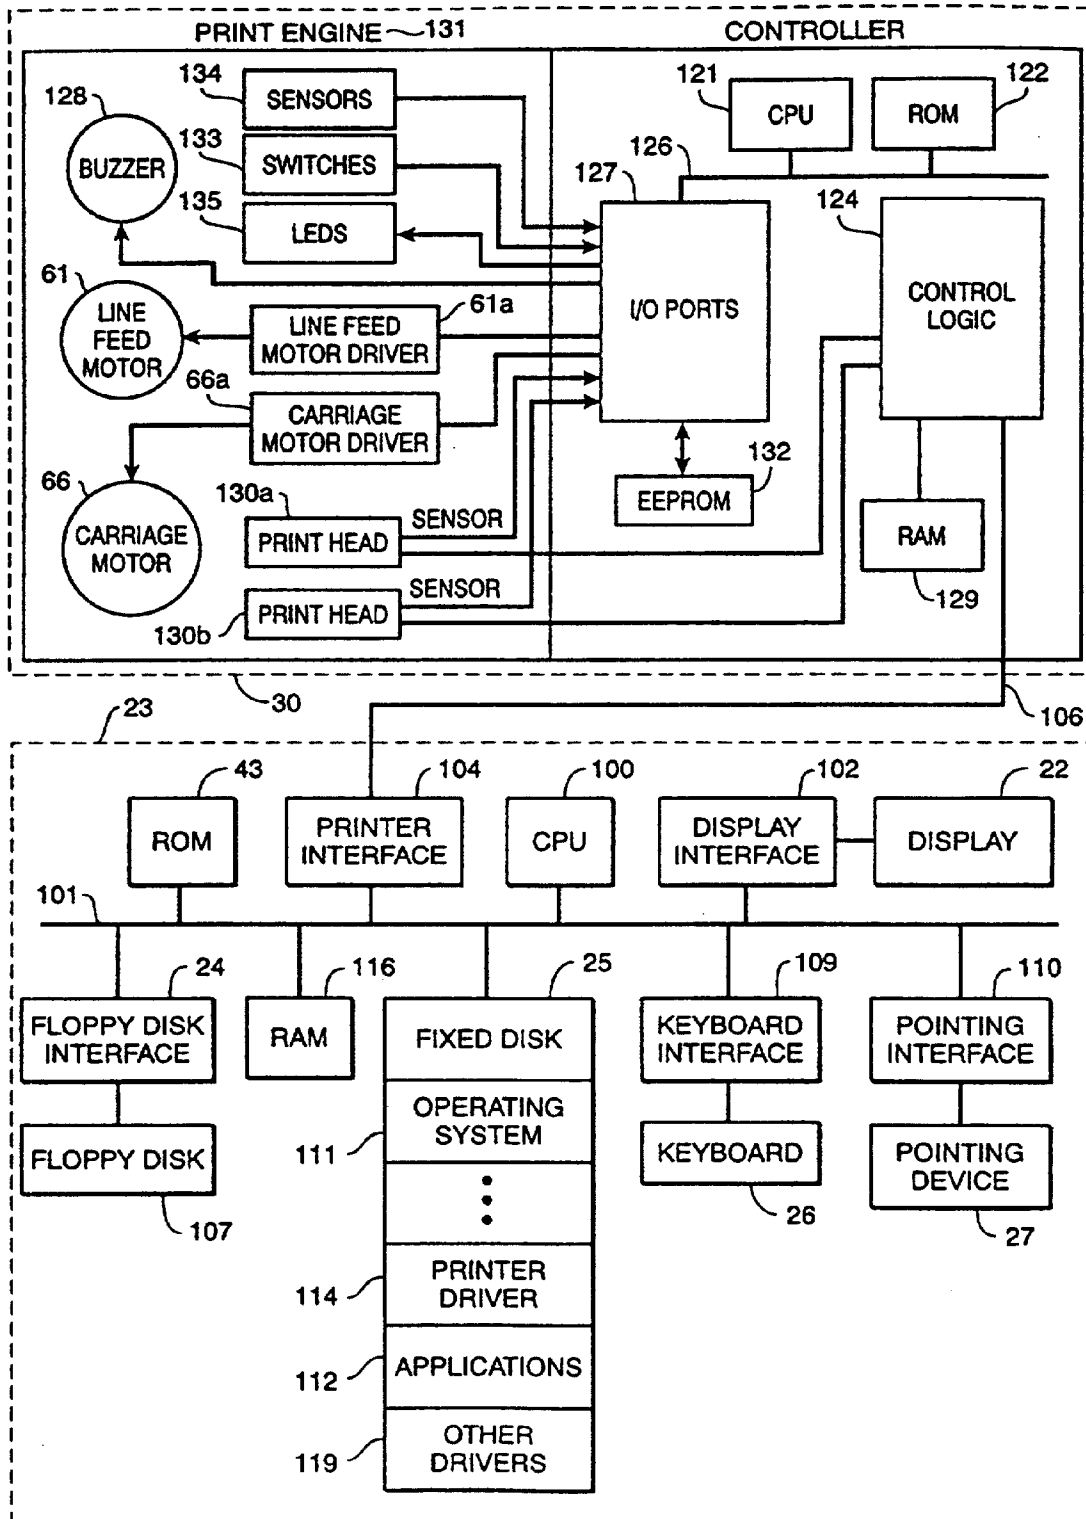 PRINT ENGINE 131
CONTROLLER
134
SENSORS
128
BUZZER
133
SWITCHES
135
LEDS
61
LINE
FEED
MOTOR
61a
LINE FEED
MOTOR DRIVER
66a
CARRIAGE
MOTOR DRIVER
66
CARRIAGE
MOTOR
130a
PRINT HEAD
SENSOR
130b
PRINT HEAD
SENSOR
121
CPU
122
ROM
126
127
I/O PORTS
124
CONTROL
LOGIC
132
EEPROM
RAM
129
30
106
23
43
ROM
104
PRINTER
INTERFACE
100
CPU
102
DISPLAY
INTERFACE
22
DISPLAY
101
24
FLOPPY DISK
INTERFACE
FLOPPY DISK
107
116
RAM
25
FIXED DISK
OPERATING
SYSTEM
111
PRINTER
DRIVER
114
APPLICATIONS
112
OTHER
DRIVERS
119
109
KEYBOARD
INTERFACE
KEYBOARD
26
110
POINTING
INTERFACE
POINTING
DEVICE
27